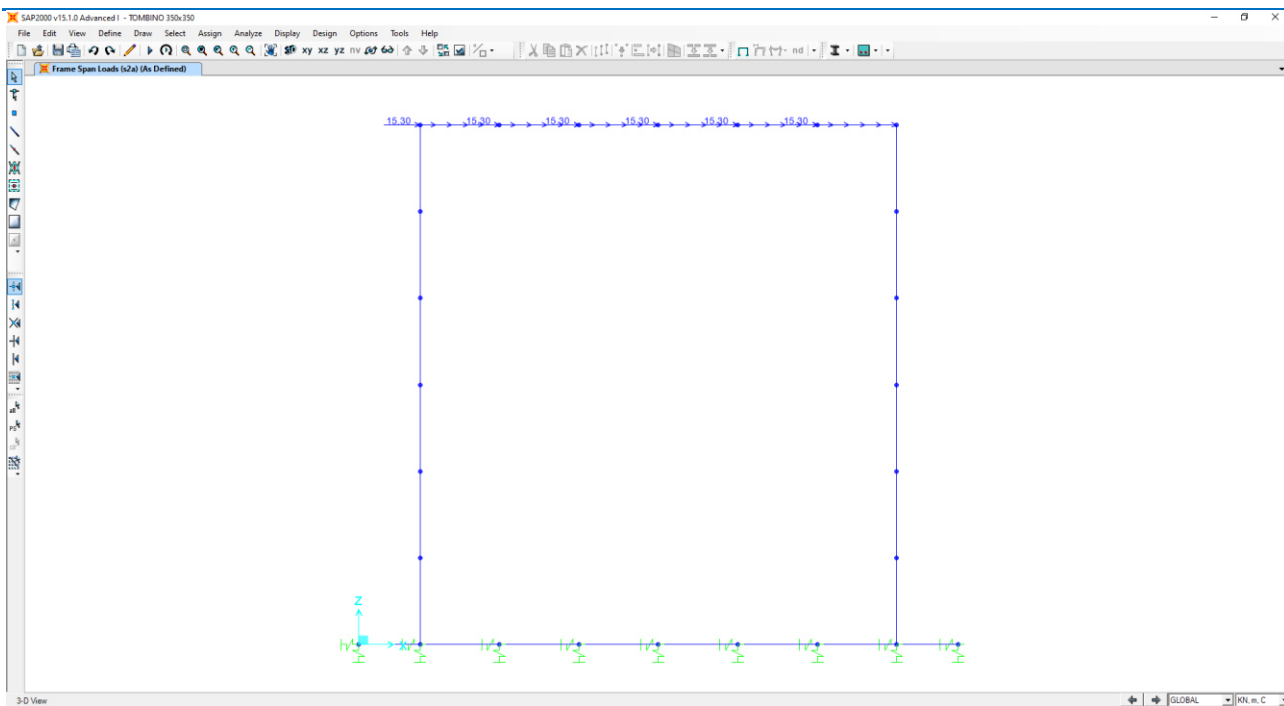 SAP2000 v15.1.0 Advanced I - TOMBINO 350x350
File Edit View Define Draw Select Assign Analyze Display Design Options Tools Help
xy xz yz nv nd
Frame Span Loads (s2a) (As Defined)
15.30 15.30 15.30 15.30 15.30 15.30
Z
X
3-D View GLOBAL KN, m, C